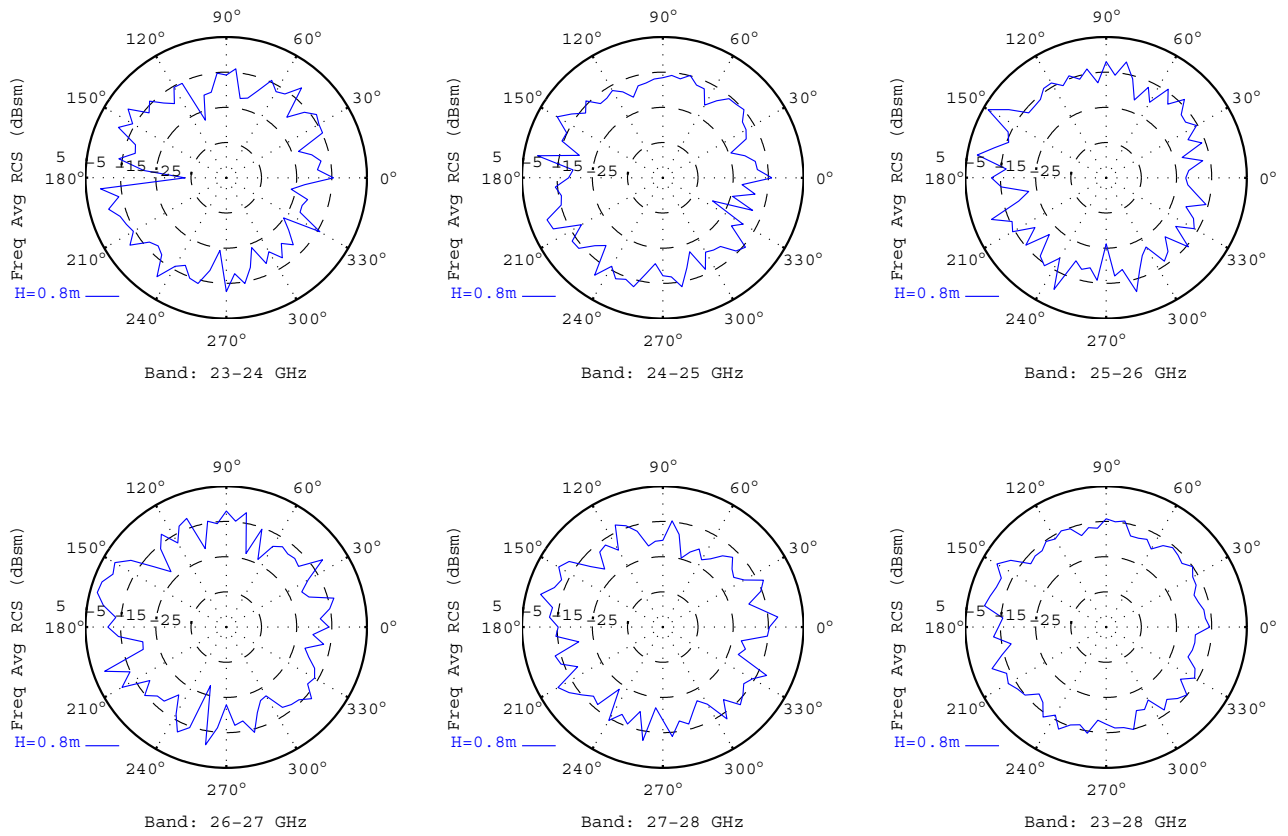 90°
120° 60°
150° 30°
5 -5 -15 -25
180° 0°
210° 330°
240° 300°
270°
Freq Avg RCS (dBsm)
H=0.8m
Band: 23-24 GHz
90°
120° 60°
150° 30°
5 -5 -15 -25
180° 0°
210° 330°
240° 300°
270°
Freq Avg RCS (dBsm)
H=0.8m
Band: 24-25 GHz
90°
120° 60°
150° 30°
5 -5 -15 -25
180° 0°
210° 330°
240° 300°
270°
Freq Avg RCS (dBsm)
H=0.8m
Band: 25-26 GHz
90°
120° 60°
150° 30°
5 -5 -15 -25
180° 0°
210° 330°
240° 300°
270°
Freq Avg RCS (dBsm)
H=0.8m
Band: 26-27 GHz
90°
120° 60°
150° 30°
5 -5 -15 -25
180° 0°
210° 330°
240° 300°
270°
Freq Avg RCS (dBsm)
H=0.8m
Band: 27-28 GHz
90°
120° 60°
150° 30°
5 -5 -15 -25
180° 0°
210° 330°
240° 300°
270°
Freq Avg RCS (dBsm)
H=0.8m
Band: 23-28 GHz